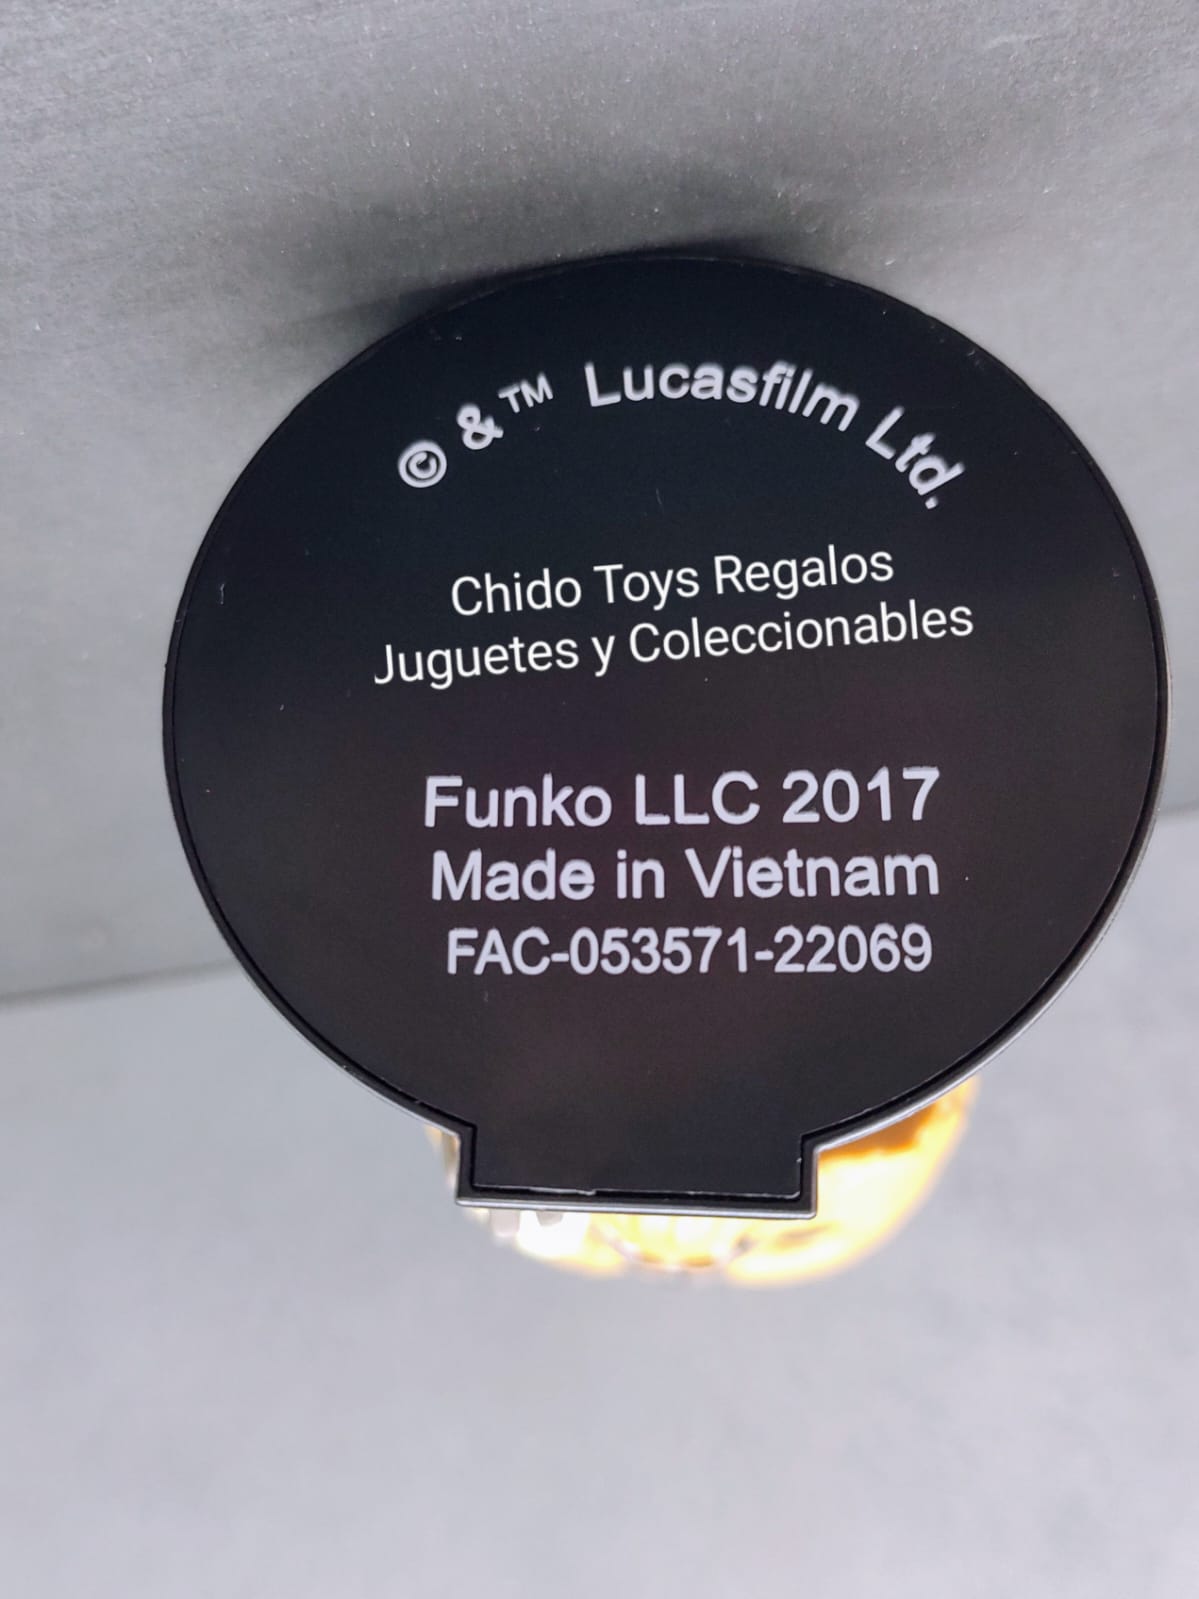 © &™ Lucasfilm Ltd.
Chido Toys Regalos
Juguetes y Coleccionables
Funko LLC 2017
Made in Vietnam
FAC-053571-22069